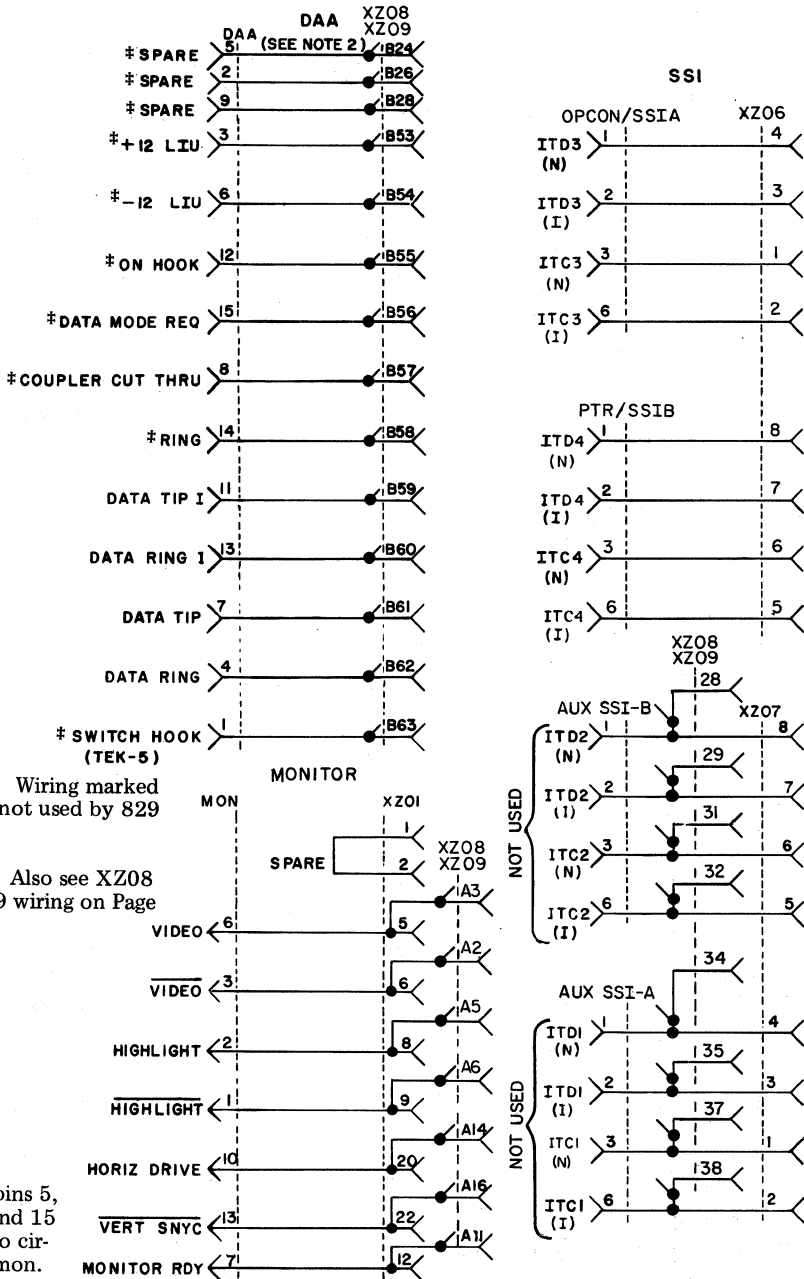 DAA
DAA
(SEE NOTE 2)
XZ08
XZ09
‡SPARE 5 B24
‡SPARE 2 B26
‡SPARE 9 B28
‡+12 LIU 3 B53
‡-12 LIU 6 B54
‡ON HOOK 12 B55
‡DATA MODE REQ 15 B56
‡COUPLER CUT THRU 8 B57
‡RING 14 B58
DATA TIP I 11 B59
DATA RING I 13 B60
DATA TIP 7 B61
DATA RING 4 B62
‡SWITCH HOOK 1 B63
(TEK-5)
Wiring marked
not used by 829
Also see XZ08
9 wiring on Page
MONITOR
MON XZ01
XZ08
XZ09
SPARE 1
2
VIDEO 6 5 A3
VIDEO 3 6 A2
HIGHLIGHT 2 8 A5
HIGHLIGHT 1 9 A6
HORIZ DRIVE 10 20 A14
VERT SNYC 13 22 A16
MONITOR RDY 7 12 A11
pins 5,
nd 15
o cir-
mon.
SSI
OPCON/SSIA XZ06
ITD3 1 4
(N)
ITD3 2 3
(I)
ITC3 3 1
(N)
ITC3 6 2
(I)
PTR/SSIB
ITD4 1 8
(N)
ITD4 2 7
(I)
ITC4 3 6
(N)
ITC4 6 5
(I)
XZ08
XZ09
AUX SSI-B XZ07
NOT USED
ITD2 1 28 8
(N)
ITD2 2 29 7
(I)
ITC2 3 31 6
(N)
ITC2 6 32 5
(I)
AUX SSI-A
NOT USED
ITD1 1 34 4
(N)
ITD1 2 35 3
(I)
ITC1 3 37 1
(N)
ITC1 6 38 2
(I)